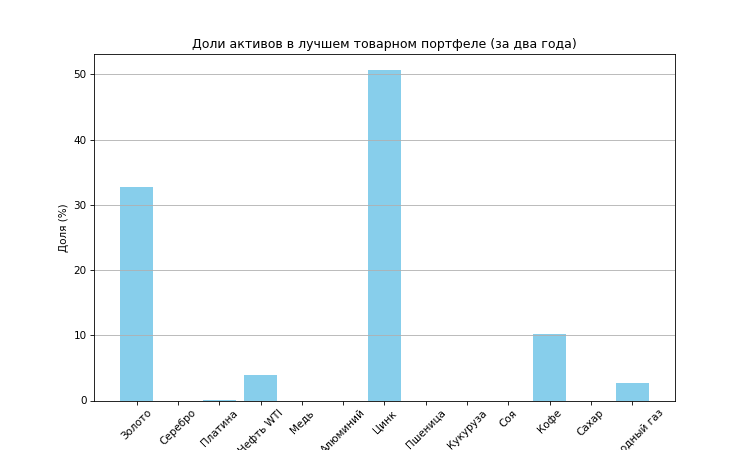 Доли активов в лучшем товарном портфеле (за два года)
Доля (%)
50
40
30
20
10
0
Золото
Серебро
Платина
Нефть WTI
Медь
Алюминий
Цинк
Пшеница
Кукуруза
Соя
Кофе
Сахар
газ